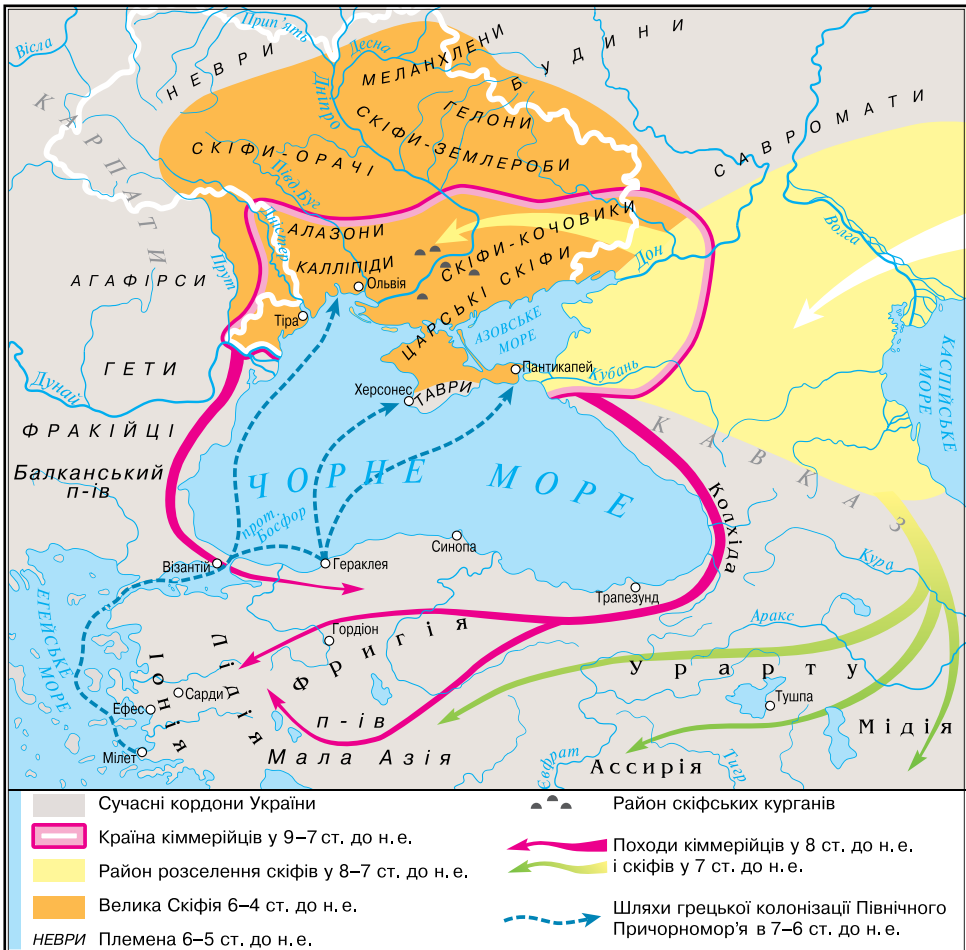 Вісла
Прип'ять
Десна
НЕВРИ
МЕЛАНХЛЕНИ
БУДИНИ
Дніпро
ГЕЛОНИ
КАРПАТИ
СКІФИ-ОРАЧІ
СКІФИ-ЗЕМЛЕРОБИ
САВРОМАТИ
Півд.Буг
Дністер
АЛАЗОНИ
КАЛЛІПІДИ
СКІФИ-КОЧОВИКИ
ЦАРСЬКІ СКІФИ
Дон
Волга
Прут
АГАФІРСИ
Ольвія
Тіра
АЗОВСЬКЕ
МОРЕ
ГЕТИ
Дунай
Пантикапей
Кубань
Херсонес
ТАВРИ
КАСПІЙСЬКЕ
МОРЕ
ФРАКІЙЦІ
КАВКАЗ
Балканський
п-ів
ЧОРНЕ МОРЕ
Колхіда
прот.
Босфор
Візантій
Гераклея
Синопа
Трапезунд
Кура
Аракс
ЕГЕЙСЬКЕ МОРЕ
Гордіон
Фригія
Лідія
Іонія
Сарди
Ефес
Мілет
п-ів
Мала Азія
Урарту
Тушпа
Мідія
Євфрат
Тигр
Ассирія
Сучасні кордони України
Країна кіммерійців у 9–7 ст. до н.е.
Район розселення скіфів у 8–7 ст. до н.е.
Велика Скіфія 6–4 ст. до н.е.
НЕВРИ Племена 6–5 ст. до н.е.
Район скіфських курганів
Походи кіммерійців у 8 ст. до н.е.
і скіфів у 7 ст. до н.е.
Шляхи грецької колонізації Північного
Причорномор'я в 7–6 ст. до н.е.